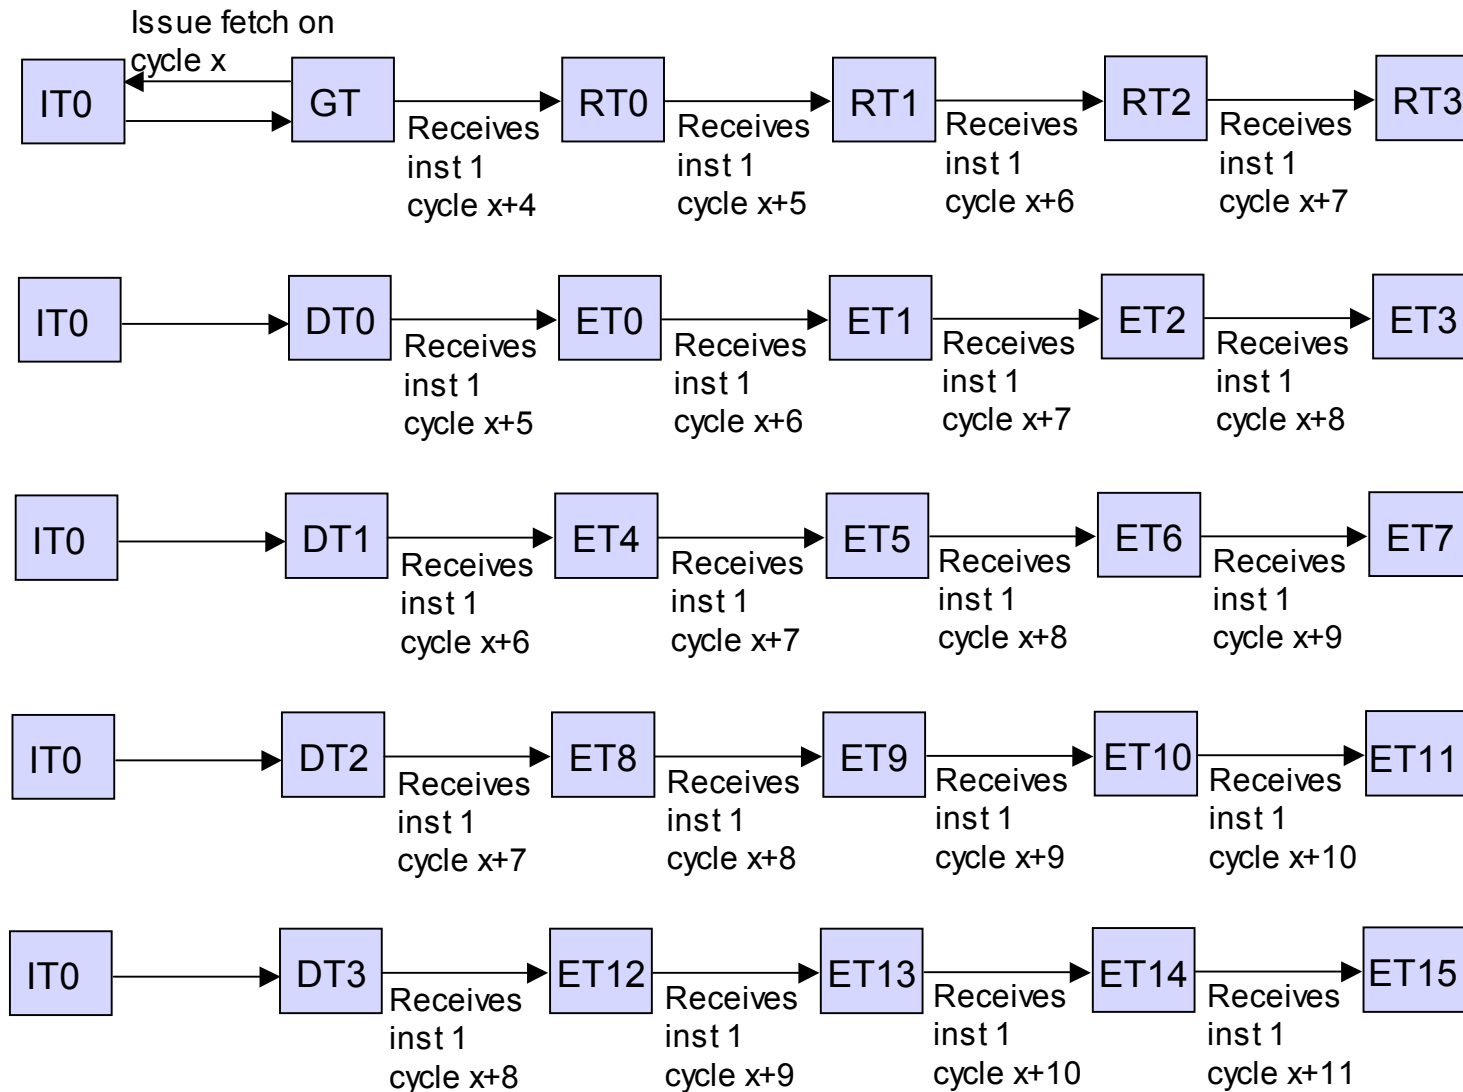 Issue fetch on
cycle x
IT0
GT
RT0
RT1
RT2
RT3
Receives
inst 1
cycle x+4
Receives
inst 1
cycle x+5
Receives
inst 1
cycle x+6
Receives
inst 1
cycle x+7
IT0
DT0
ET0
ET1
ET2
ET3
Receives
inst 1
cycle x+5
Receives
inst 1
cycle x+6
Receives
inst 1
cycle x+7
Receives
inst 1
cycle x+8
IT0
DT1
ET4
ET5
ET6
ET7
Receives
inst 1
cycle x+6
Receives
inst 1
cycle x+7
Receives
inst 1
cycle x+8
Receives
inst 1
cycle x+9
IT0
DT2
ET8
ET9
ET10
ET11
Receives
inst 1
cycle x+7
Receives
inst 1
cycle x+8
Receives
inst 1
cycle x+9
Receives
inst 1
cycle x+10
IT0
DT3
ET12
ET13
ET14
ET15
Receives
inst 1
cycle x+8
Receives
inst 1
cycle x+9
Receives
inst 1
cycle x+10
Receives
inst 1
cycle x+11